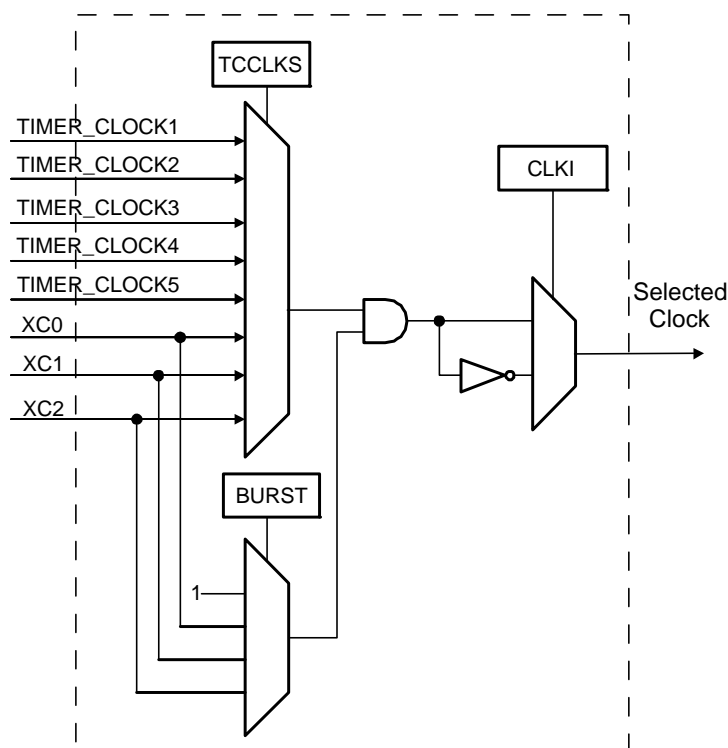 TCCLKS
TIMER_CLOCK1
TIMER_CLOCK2
TIMER_CLOCK3
TIMER_CLOCK4
TIMER_CLOCK5
XC0
XC1
XC2
CLKI
Selected
Clock
BURST
1